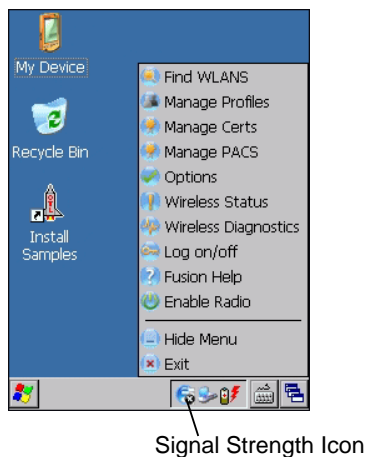 My Device
Recycle Bin
Install
Samples
Find WLANS
Manage Profiles
Manage Certs
Manage PACS
Options
Wireless Status
Wireless Diagnostics
Log on/off
Fusion Help
Enable Radio
Hide Menu
Exit
Signal Strength Icon